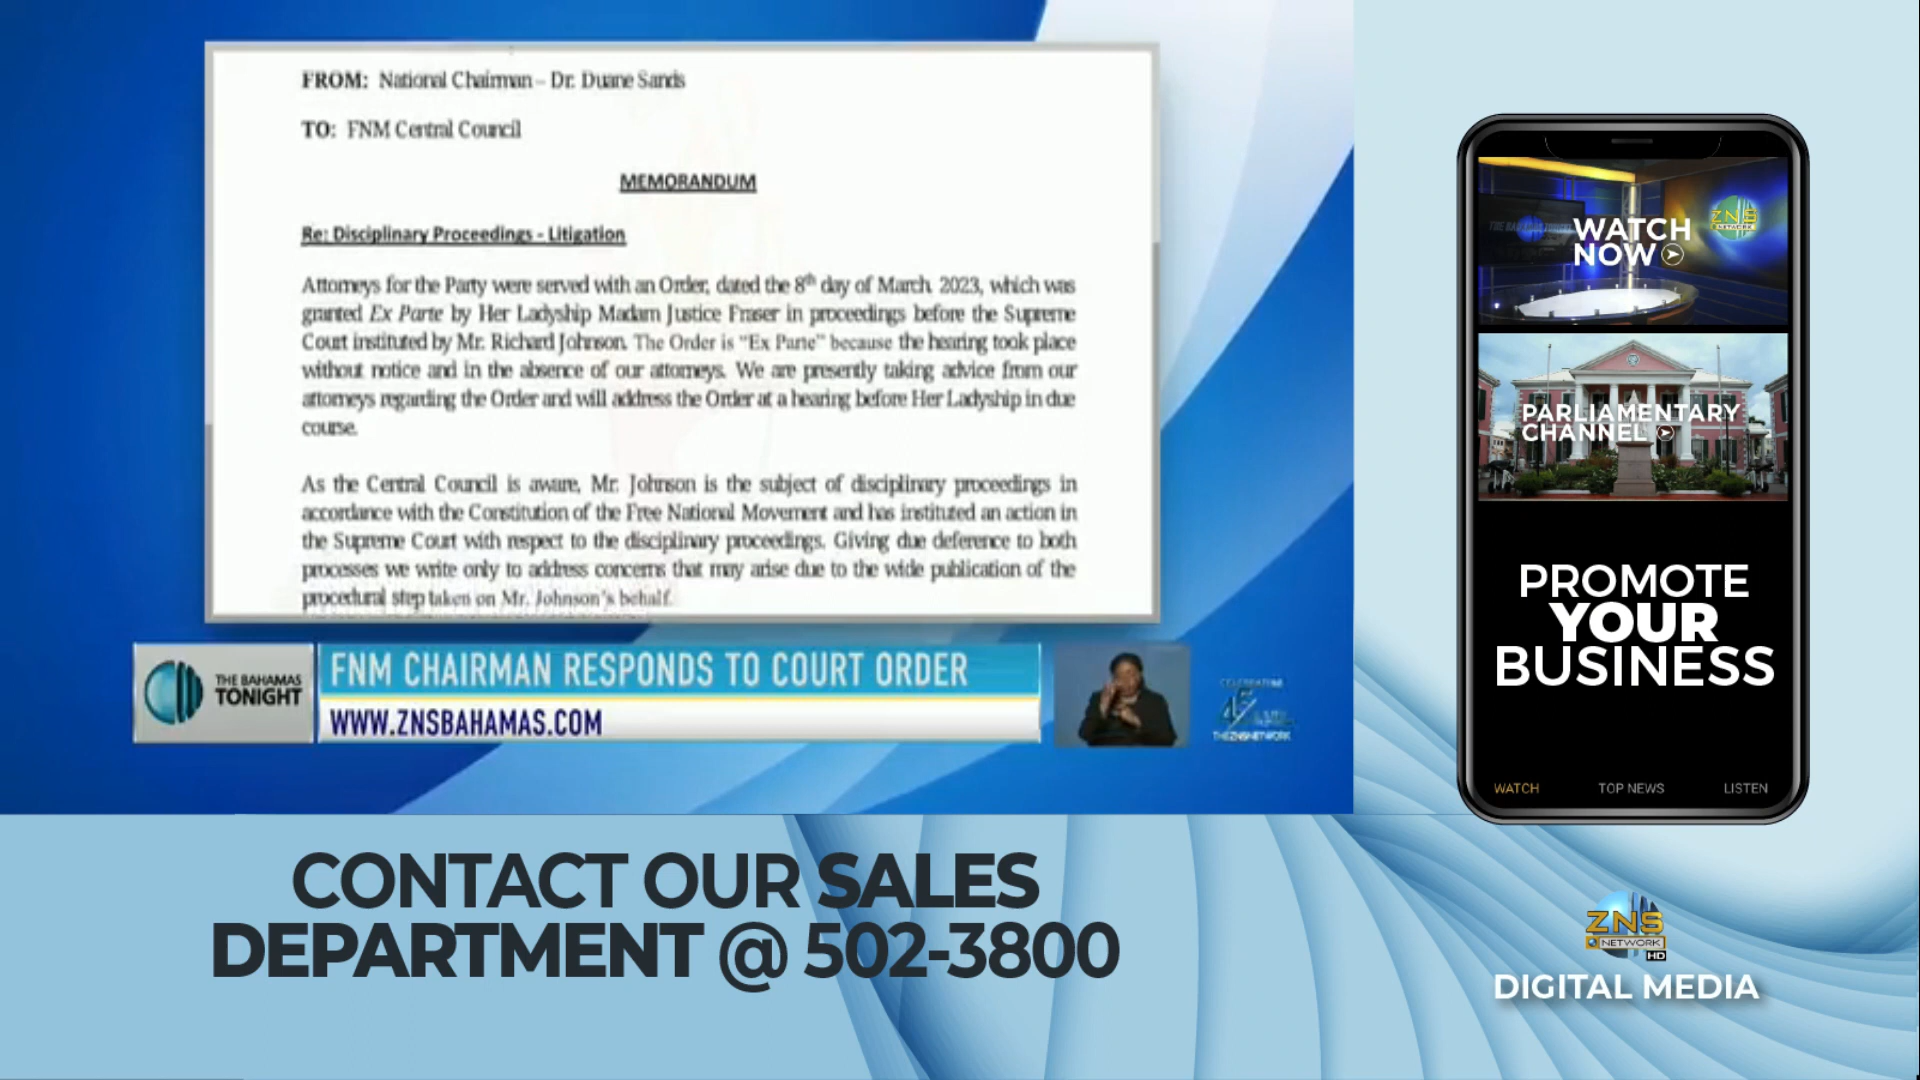 FROM: National Chairman – Dr. Duane Sands
TO: FNM Central Council
MEMORANDUM
Re: Disciplinary Proceedings - Litigation
Attorneys for the Party were served with an Order, dated the 8th day of March 2023, which was
granted Ex Parte by Her Ladyship Madam Justice Fraser in proceedings before the Supreme
Court instituted by Mr. Richard Johnson. The Order is "Ex Parte" because the hearing took place
without notice and in the absence of our attorneys. We are presently taking advice from our
attorneys regarding the Order and will address the Order at a hearing before Her Ladyship in due
course.
As the Central Council is aware, Mr. Johnson is the subject of disciplinary proceedings in
accordance with the Constitution of the Free National Movement and has instituted an action in
the Supreme Court with respect to the disciplinary proceedings. Giving due deference to both
processes we write only to address concerns that may arise due to the wide publication of the
procedural step taken on Mr. Johnson's behalf.
THE BAHAMAS
TONIGHT
FNM CHAIRMAN RESPONDS TO COURT ORDER
WWW.ZNSBAHAMAS.COM
CELEBRATING
45
THEZNSNETWORK
WATCH
NOW
ZNS
NETWORK
PARLIAMENTARY
CHANNEL
PROMOTE
YOUR
BUSINESS
WATCH TOP NEWS LISTEN
CONTACT OUR SALES
DEPARTMENT @ 502-3800
ZNS
NETWORK
HD
DIGITAL MEDIA